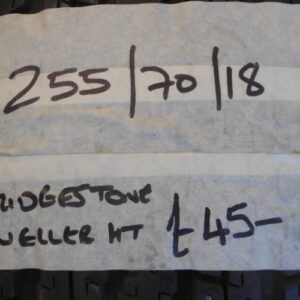 255/70/18
RIDGESTONE
UELLER HT £45-